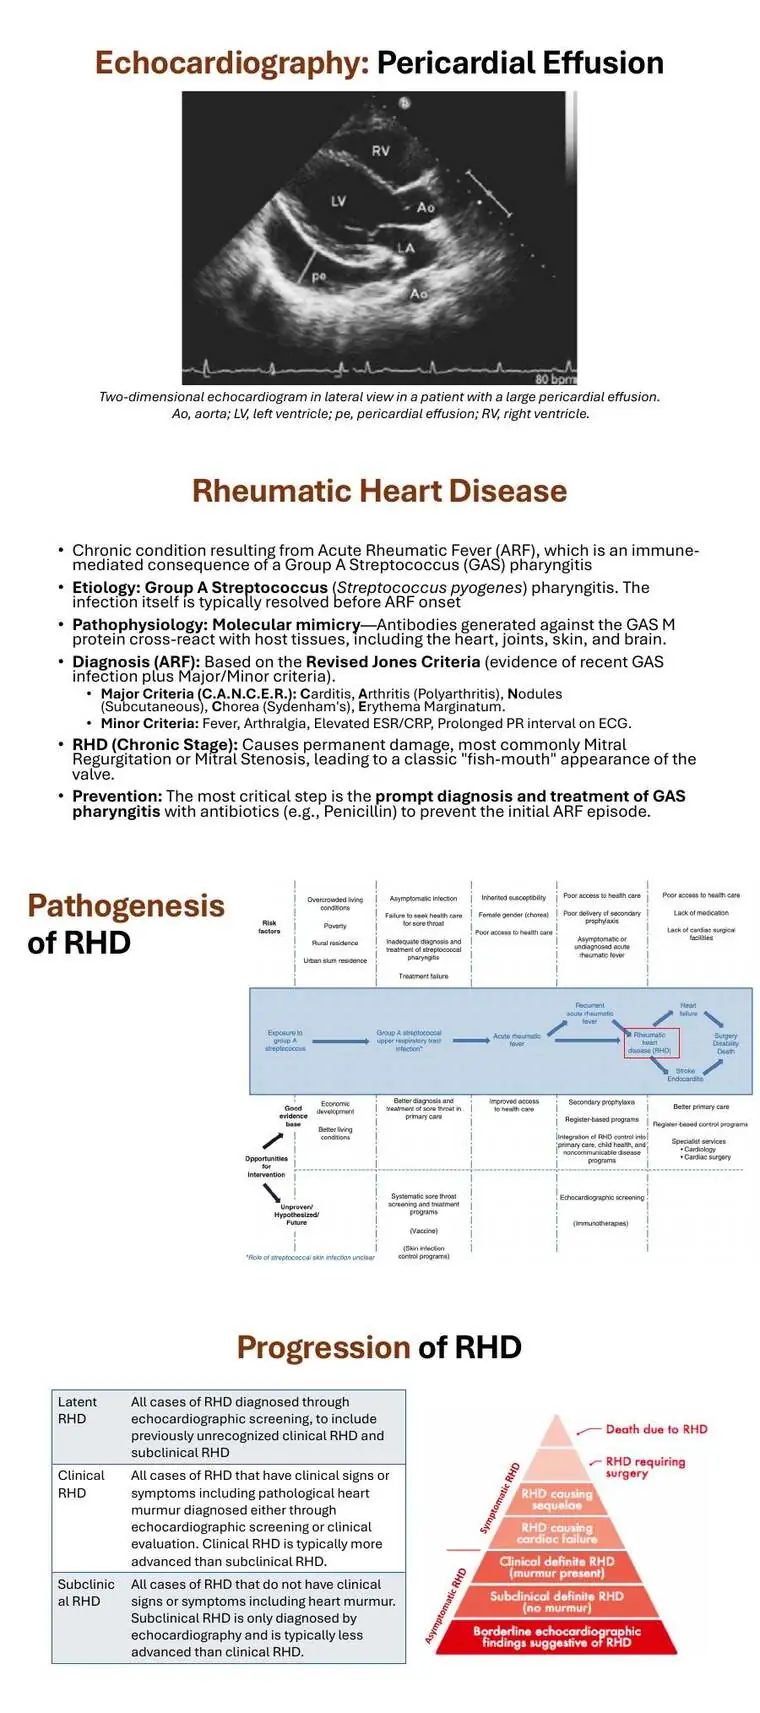 Echocardiography: Pericardial Effusion
RV
LV
Ao
LA
pe
Ao
80 bpm
Two-dimensional echocardiogram in lateral view in a patient with a large pericardial effusion.
Ao, aorta; LV, left ventricle; pe, pericardial effusion; RV, right ventricle.
Rheumatic Heart Disease
• Chronic condition resulting from Acute Rheumatic Fever (ARF), which is an immune-
mediated consequence of a Group A Streptococcus (GAS) pharyngitis
• Etiology: Group A Streptococcus (Streptococcus pyogenes) pharyngitis. The
infection itself is typically resolved before ARF onset
• Pathophysiology: Molecular mimicry—Antibodies generated against the GAS M
protein cross-react with host tissues, including the heart, joints, skin, and brain.
• Diagnosis (ARF): Based on the Revised Jones Criteria (evidence of recent GAS
infection plus Major/Minor criteria).
• Major Criteria (C.A.N.C.E.R.): Carditis, Arthritis (Polyarthritis), Nodules
(Subcutaneous), Chorea (Sydenham's), Erythema Marginatum.
• Minor Criteria: Fever, Arthralgia, Elevated ESR/CRP, Prolonged PR interval on ECG.
• RHD (Chronic Stage): Causes permanent damage, most commonly Mitral
Regurgitation or Mitral Stenosis, leading to a classic "fish-mouth" appearance of the
valve.
• Prevention: The most critical step is the prompt diagnosis and treatment of GAS
pharyngitis with antibiotics (e.g., Penicillin) to prevent the initial ARF episode.
Pathogenesis
of RHD
Risk
factors
Overcrowded living
conditions
Poverty
Rural residence
Urban slum residence
Asymptomatic infection
Failure to seek health care
for sore throat
Inadequate diagnosis and
treatment of streptococcal
pharyngitis
Treatment failure
Inherited susceptibility
Female gender (chorea)
Poor access to health care
Poor access to health care
Poor delivery of secondary
prophylaxis
Asymptomatic or
undiagnosed acute
rheumatic fever
Poor access to health care
Lack of medication
Lack of cardiac surgical
facilities
Exposure to
group A
streptococcus
Group A streptococcal
upper respiratory tract
infection*
Acute rheumatic
fever
Recurrent
acute rheumatic
fever
Rheumatic
heart
disease (RHD)
Heart
failure
Stroke
Endocarditis
Surgery
Disability
Death
Good
evidence
base
Opportunities
for
intervention
Unproven/
Hypothesized/
Future
Economic
development
Better living
conditions
Better diagnosis and
treatment of sore throat in
primary care
Improved access
to health care
Secondary prophylaxis
Register-based programs
Integration of RHD control into
primary care, child health, and
noncommunicable disease
programs
Better primary care
Register-based control programs
Specialist services
• Cardiology
• Cardiac surgery
Systematic sore throat
screening and treatment
programs
(Vaccine)
(Skin infection
control programs)
Echocardiographic screening
(Immunotherapies)
*Role of streptococcal skin infection unclear
Progression of RHD
Latent
RHD
All cases of RHD diagnosed through
echocardiographic screening, to include
previously unrecognized clinical RHD and
subclinical RHD
Clinical
RHD
All cases of RHD that have clinical signs or
symptoms including pathological heart
murmur diagnosed either through
echocardiographic screening or clinical
evaluation. Clinical RHD is typically more
advanced than subclinical RHD.
Subclinic
al RHD
All cases of RHD that do not have clinical
signs or symptoms including heart murmur.
Subclinical RHD is only diagnosed by
echocardiography and is typically less
advanced than clinical RHD.
Symptomatic RHD
Asymptomatic RHD
Death due to RHD
RHD requiring
surgery
RHD causing
sequelae
RHD causing
cardiac failure
Clinical definite RHD
(murmur present)
Subclinical definite RHD
(no murmur)
Borderline echocardiographic
findings suggestive of RHD